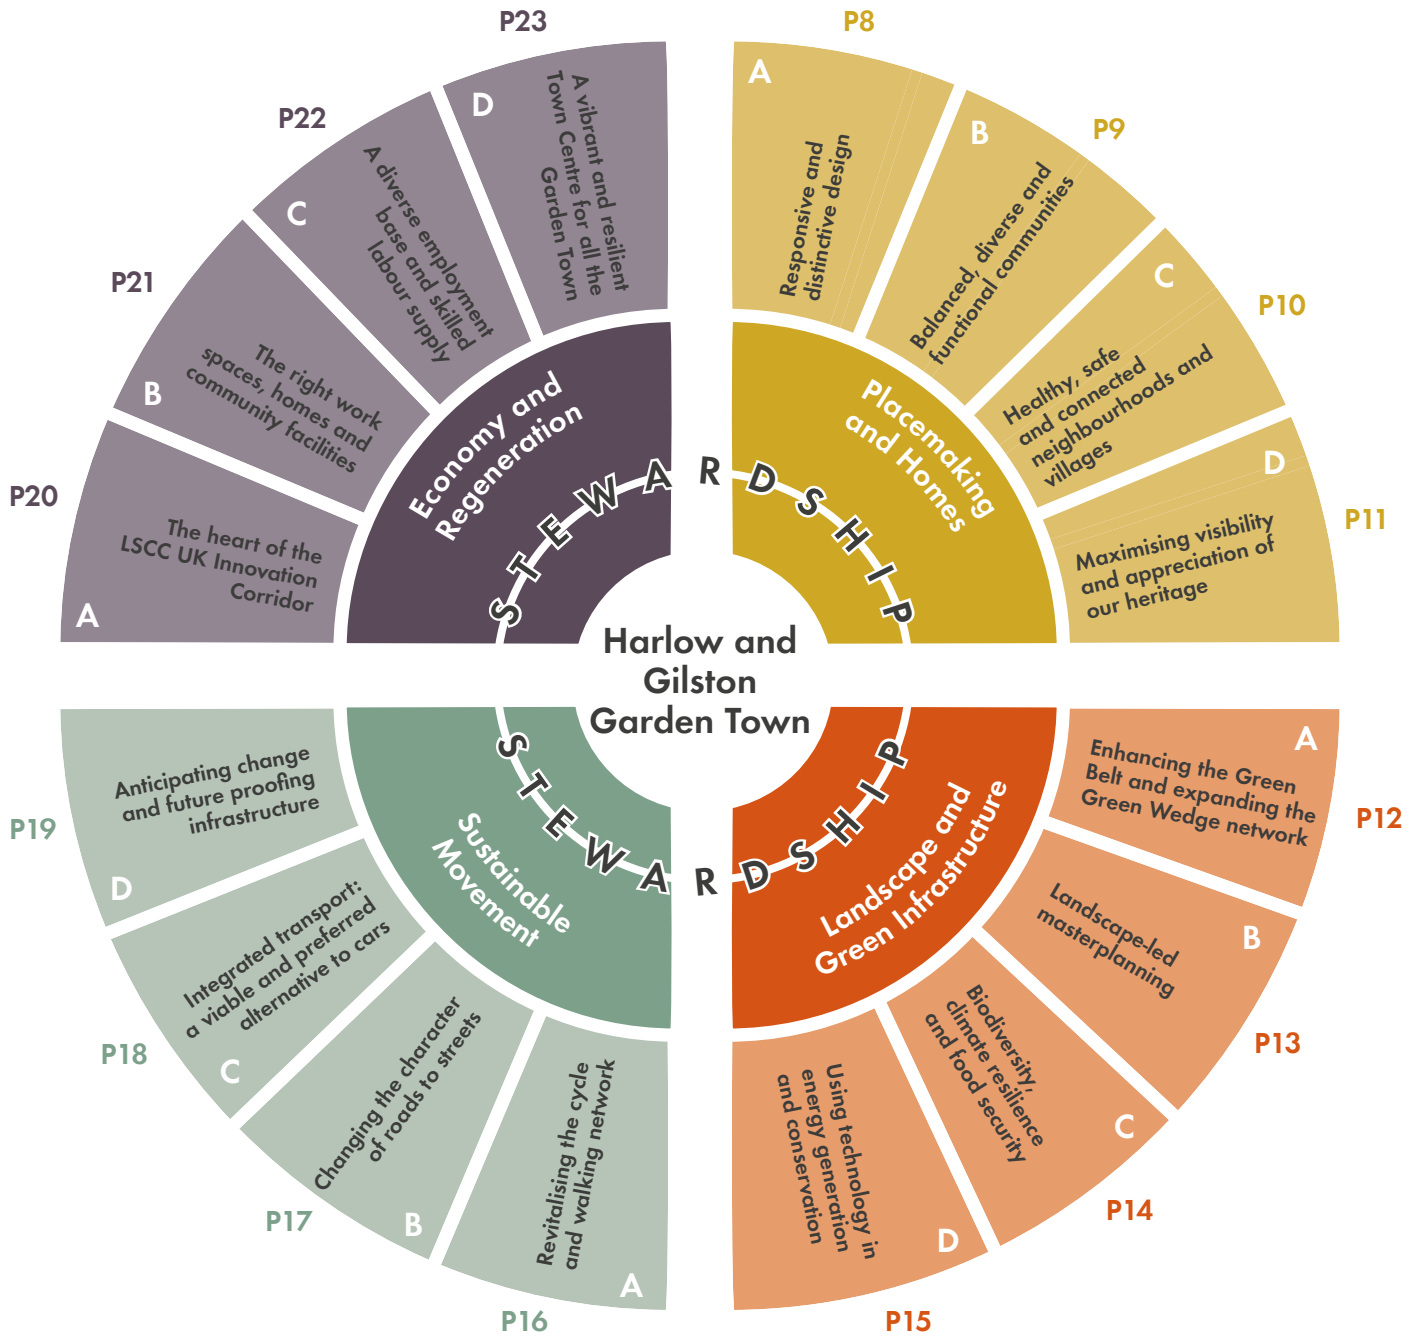 P8
A
Responsive and
distinctive design
P9
B
Balanced, diverse and
functional communities
P10
C
Healthy, safe
and connected
neighbourhoods and
villages
P11
D
Maximising visibility
and appreciation of
our heritage
Placemaking
and Homes
P12
A
Enhancing the Green
Belt and expanding the
Green Wedge network
P13
B
Landscape-led
masterplanning
P14
C
Biodiversity,
climate resilience
and food security
P15
D
Using technology in
energy generation
and conservation
Landscape and
Green Infrastructure
P16
A
Revitalising the cycle
and walking network
P17
B
Changing the character
of roads to streets
P18
C
Integrated transport:
a viable and preferred
alternative to cars
P19
D
Anticipating change
and future proofing
infrastructure
Sustainable
Movement
P20
A
The heart of the
LSCC UK Innovation
Corridor
P21
B
The right work
spaces, homes and
community facilities
P22
C
A diverse employment
base and skilled
labour supply
P23
D
A vibrant and resilient
Town Centre for all the
Garden Town
Economy and
Regeneration
STEWARDSHIP
Harlow and
Gilston
Garden Town
STEWARDSHIP